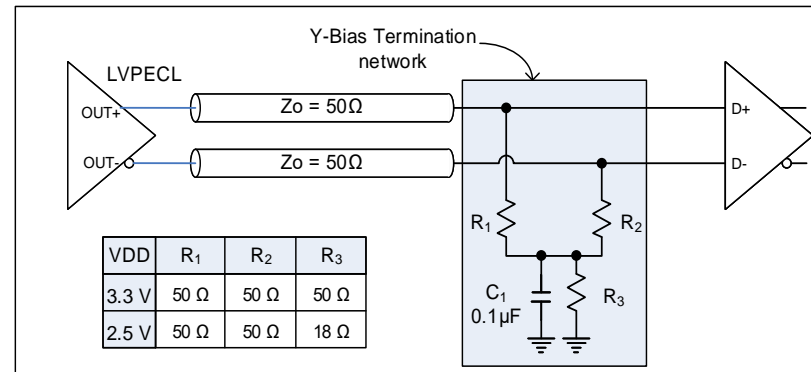 Y-Bias Termination
network
LVPECL
OUT+
Zo = 50Ω
D+
OUT-
Zo = 50Ω
D-
R1
R2
C1
0.1µF
R3
VDD R1 R2 R3
3.3 V 50 Ω 50 Ω 50 Ω
2.5 V 50 Ω 50 Ω 18 Ω